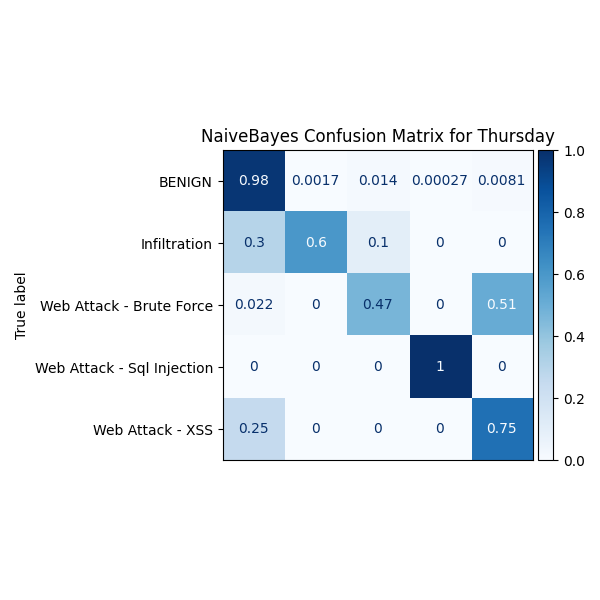 NaiveBayes Confusion Matrix for Thursday
True label
BENIGN 0.98 0.0017 0.014 0.00027 0.0081
Infiltration 0.3 0.6 0.1 0 0
Web Attack - Brute Force 0.022 0 0.47 0 0.51
Web Attack - Sql Injection 0 0 0 1 0
Web Attack - XSS 0.25 0 0 0 0.75
1.0
0.8
0.6
0.4
0.2
0.0